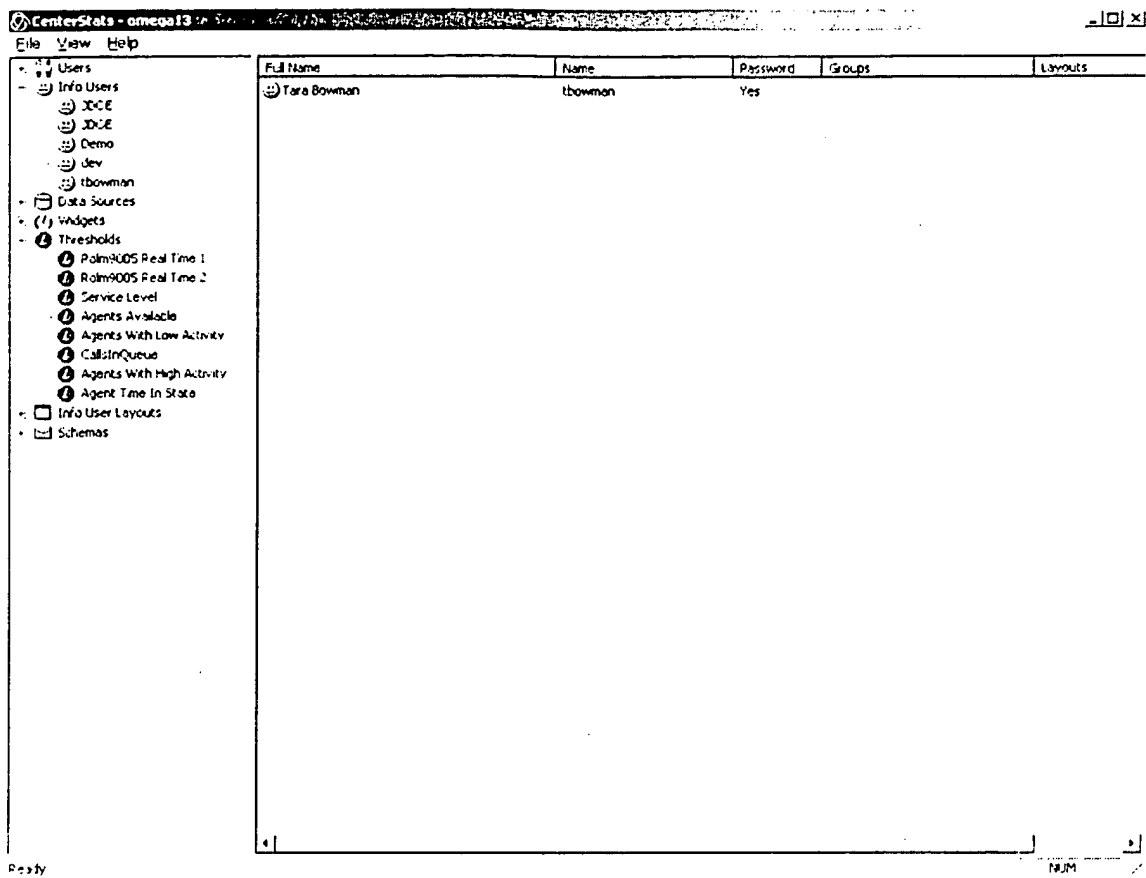 CenterStats - omega13
File View Help
Users
Info Users
JDOE
JDOE
Demo
dev
tbowman
Data Sources
Widgets
Thresholds
Rolm9005 Real Time 1
Rolm9005 Real Time 2
Service Level
Agents Available
Agents With Low Activity
CallsInQueue
Agents With High Activity
Agent Time In State
Info User Layouts
Schemas
Full Name Name Password Groups Layouts
Tara Bowman tbowman Yes
Ready NUM